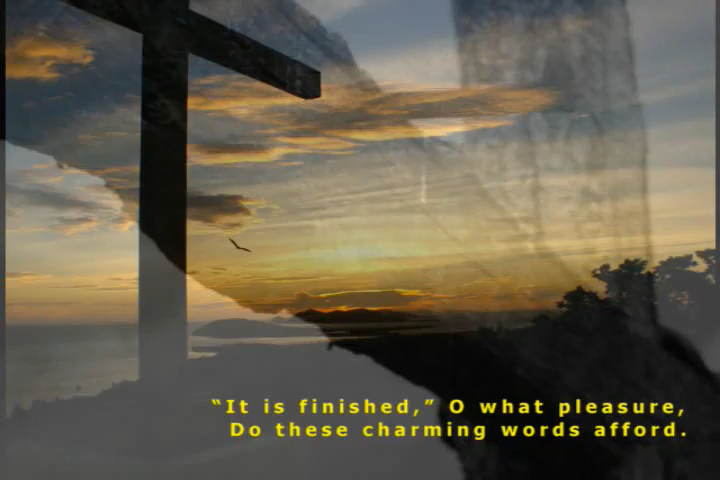 “It is finished,” O what pleasure,
Do these charming words afford.